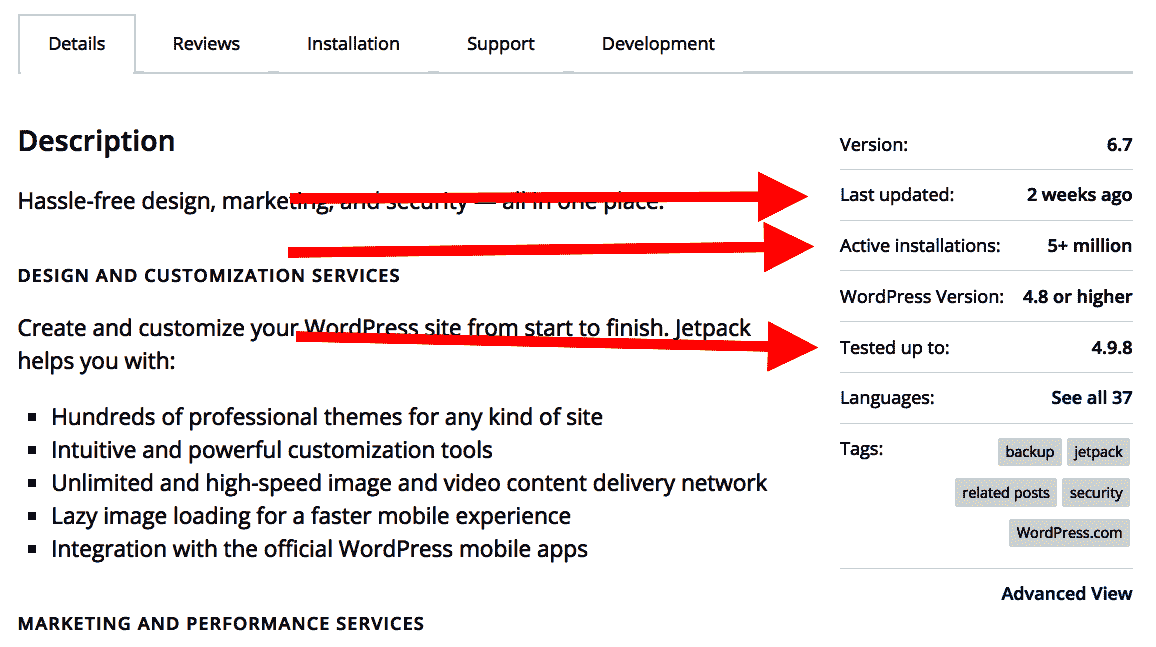 Details Reviews Installation Support Development
Description
Hassle-free design, marketing, and security — all in one place.
DESIGN AND CUSTOMIZATION SERVICES
Create and customize your WordPress site from start to finish. Jetpack
helps you with:
Hundreds of professional themes for any kind of site
Intuitive and powerful customization tools
Unlimited and high-speed image and video content delivery network
Lazy image loading for a faster mobile experience
Integration with the official WordPress mobile apps
MARKETING AND PERFORMANCE SERVICES
Version: 6.7
Last updated: 2 weeks ago
Active installations: 5+ million
WordPress Version: 4.8 or higher
Tested up to: 4.9.8
Languages: See all 37
Tags: backup jetpack
related posts security
WordPress.com
Advanced View